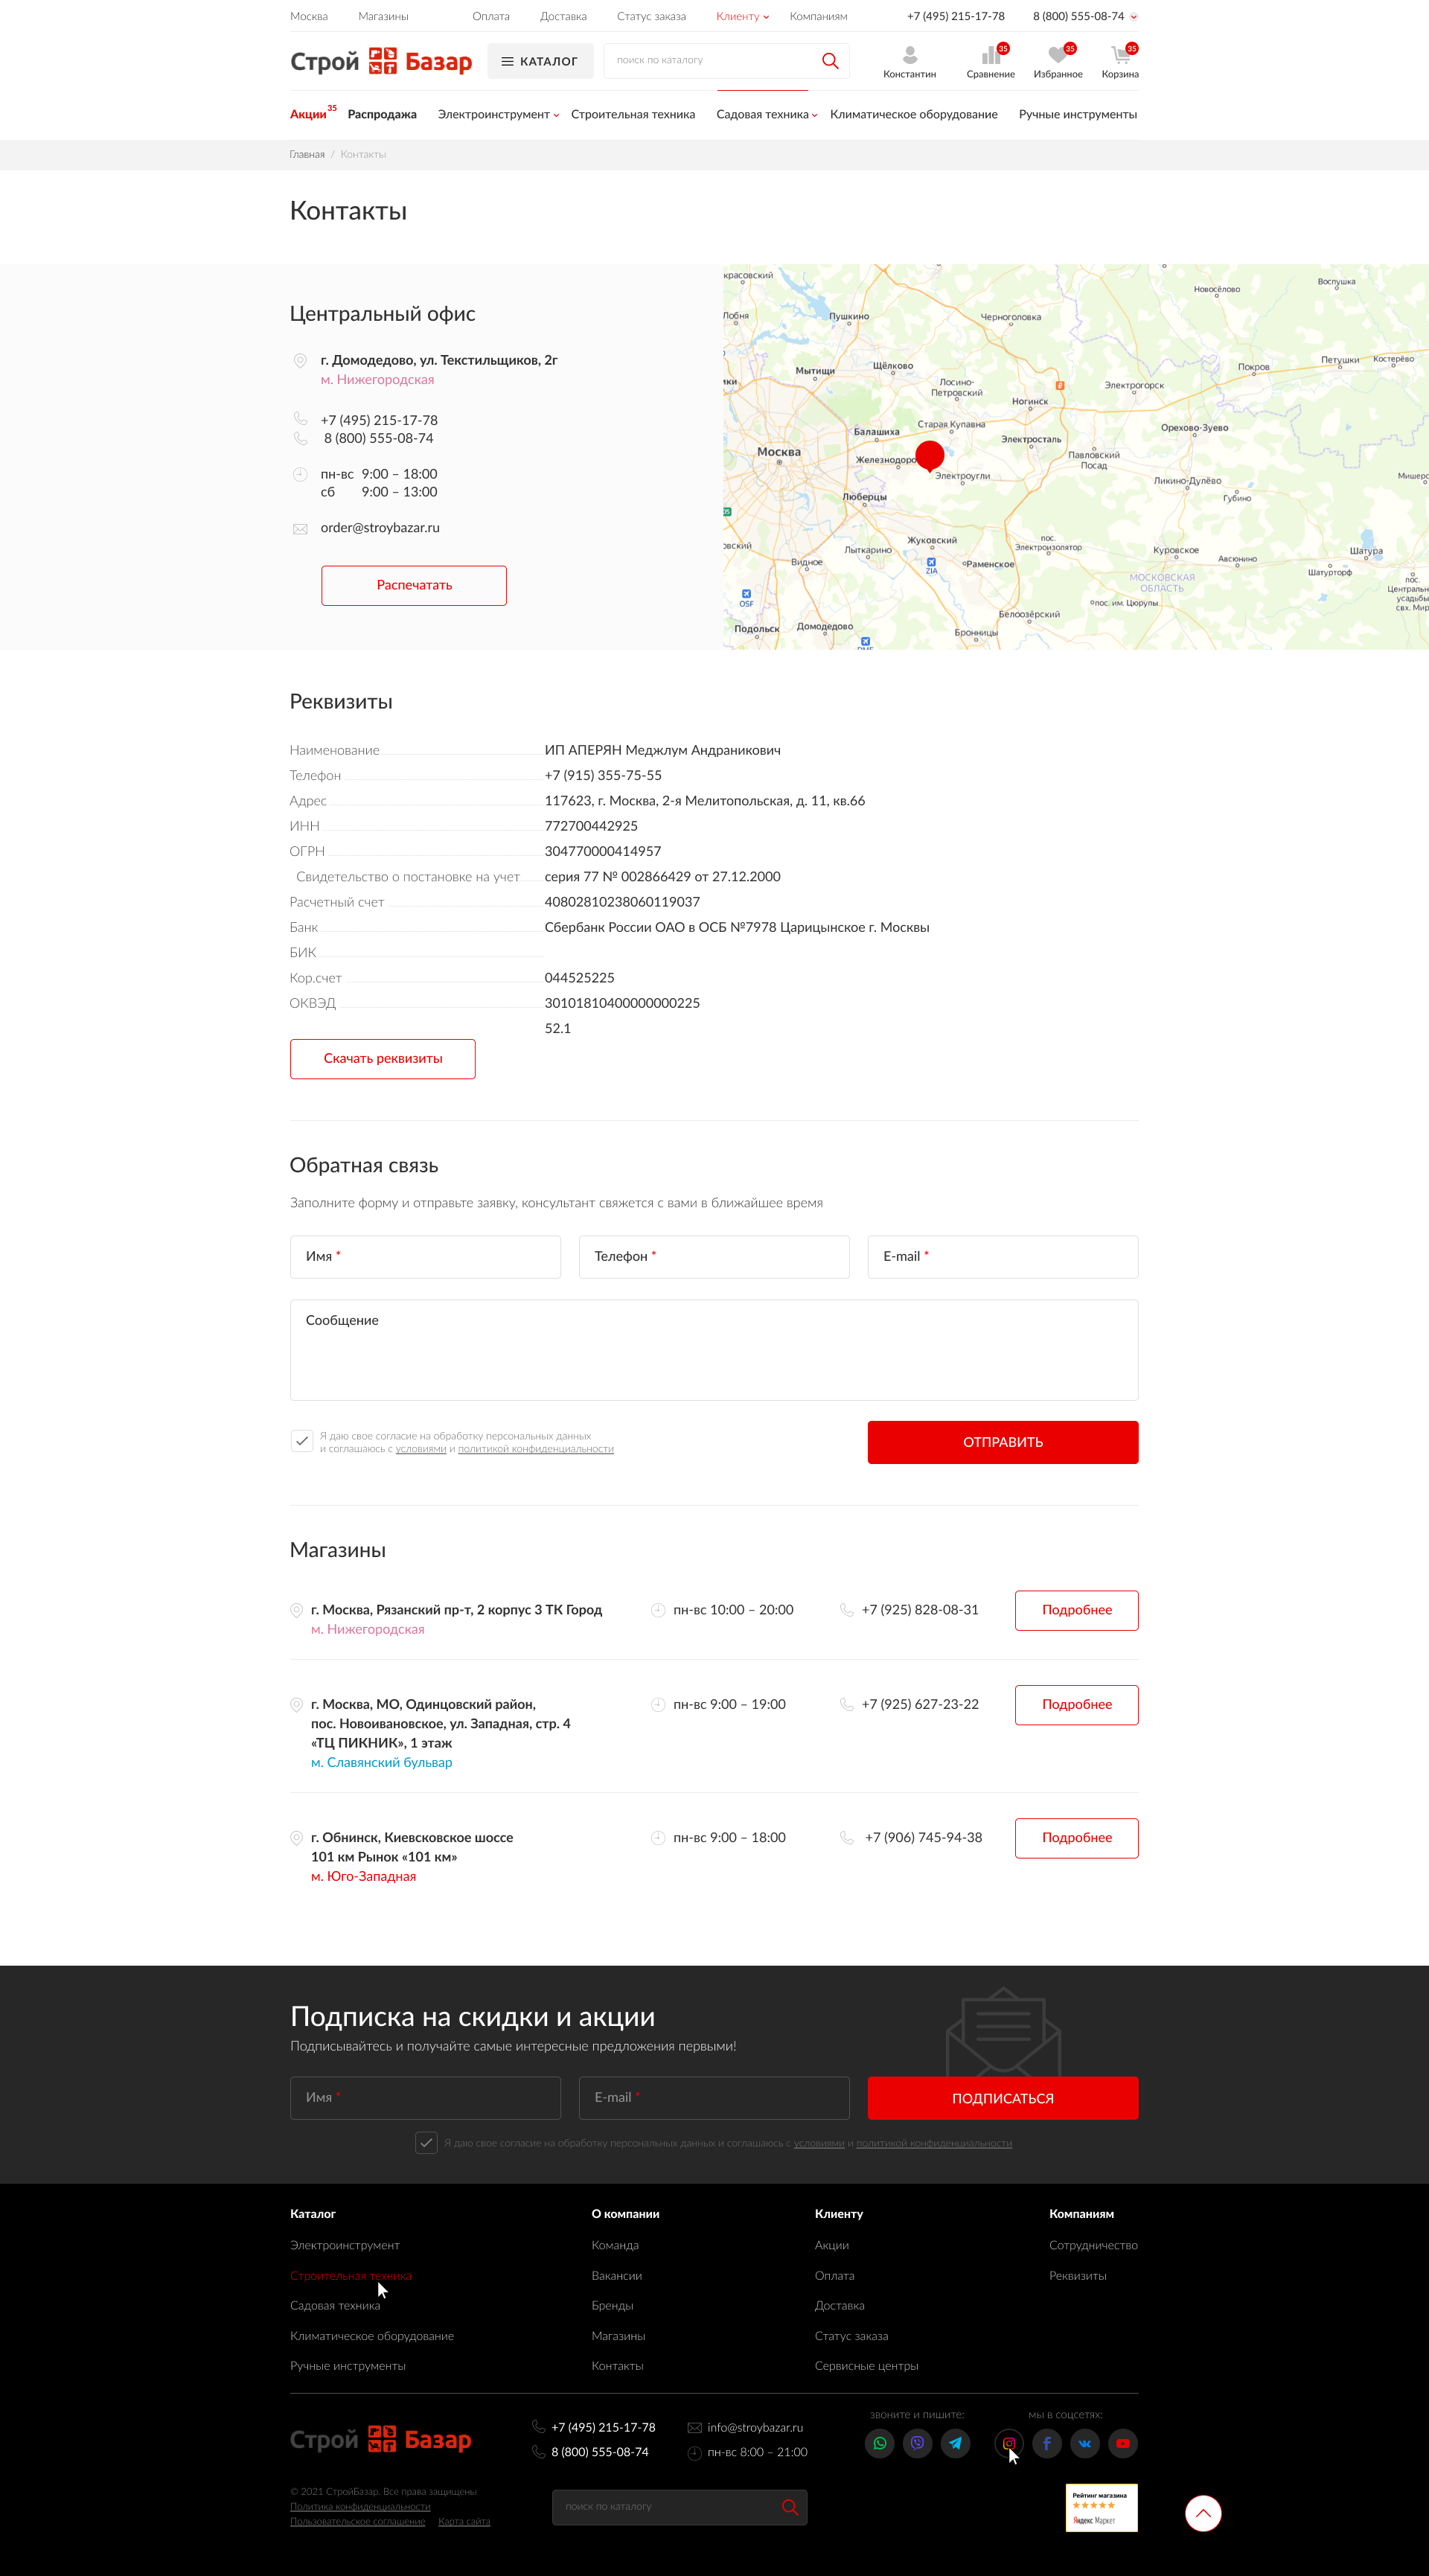 Москва Магазины Оплата Доставка Статус заказа Клиенту Компаниям +7 (495) 215-17-78 8 (800) 555-08-74
Строй Базар КАТАЛОГ поиск по каталогу
35 35 35
Константин Сравнение Избранное Корзина
Акции 35 Распродажа Электроинструмент Строительная техника Садовая техника Климатическое оборудование Ручные инструменты
Главная / Контакты
Контакты
Центральный офис
г. Домодедово, ул. Текстильщиков, 2г
м. Нижегородская
+7 (495) 215-17-78
8 (800) 555-08-74
пн-вс 9:00 – 18:00
сб 9:00 – 13:00
order@stroybazar.ru
Распечатать
красовский
Новосёлово
Воспушка
Лобня
Пушкино
Черноголовка
Мытищи
Щёлково
Лосино-
Петровский
Электрогорск
Покров
Петушки
Костерёво
ики
Ногинск
Балашиха
Старая Купавна
Электросталь
Орехово-Зуево
Москва
Железнодоро
Электроугли
Павловский
Посад
Ликино-Дулёво
Губино
Мишеро
Люберцы
Жуковский
пос.
Электроизолятор
Куровское
Авсюнино
Шатура
Шатурторф
овский
Видное
Лыткарино
ZIA
Раменское
МОСКОВСКАЯ
ОБЛАСТЬ
OSF
пос. им. Цюрупы
пос.
Центральн
усадьбы
свх. Мир
Подольск
Домодедово
Белоозёрский
Бронницы
Реквизиты
Наименование ИП АПЕРЯН Меджлум Андраникович
Телефон +7 (915) 355-75-55
Адрес 117623, г. Москва, 2-я Мелитопольская, д. 11, кв.66
ИНН 772700442925
ОГРН 304770000414957
Свидетельство о постановке на учет серия 77 № 002866429 от 27.12.2000
Расчетный счет 40802810238060119037
Банк Сбербанк России ОАО в ОСБ №7978 Царицынское г. Москвы
БИК
Кор.счет 044525225
ОКВЭД 30101810400000000225
52.1
Скачать реквизиты
Обратная связь
Заполните форму и отправьте заявку, консультант свяжется с вами в ближайшее время
Имя * Телефон * E-mail *
Сообщение
Я даю свое согласие на обработку персональных данных
и соглашаюсь с условиями и политикой конфиденциальности
ОТПРАВИТЬ
Магазины
г. Москва, Рязанский пр-т, 2 корпус 3 ТК Город пн-вс 10:00 – 20:00 +7 (925) 828-08-31 Подробнее
м. Нижегородская
г. Москва, МО, Одинцовский район, пн-вс 9:00 – 19:00 +7 (925) 627-23-22 Подробнее
пос. Новоивановское, ул. Западная, стр. 4
«ТЦ ПИКНИК», 1 этаж
м. Славянский бульвар
г. Обнинск, Киевсковское шоссе пн-вс 9:00 – 18:00 +7 (906) 745-94-38 Подробнее
101 км Рынок «101 км»
м. Юго-Западная
Подписка на скидки и акции
Подписывайтесь и получайте самые интересные предложения первыми!
Имя * E-mail * ПОДПИСАТЬСЯ
Я даю свое согласие на обработку персональных данных и соглашаюсь с условиями и политикой конфиденциальности
Каталог О компании Клиенту Компаниям
Электроинструмент Команда Акции Сотрудничество
Строительная техника Вакансии Оплата Реквизиты
Садовая техника Бренды Доставка
Климатическое оборудование Магазины Статус заказа
Ручные инструменты Контакты Сервисные центры
звоните и пишите: мы в соцсетях:
Строй Базар
+7 (495) 215-17-78 info@stroybazar.ru
8 (800) 555-08-74 пн-вс 8:00 – 21:00
© 2021 СтройБазар. Все права защищены
Политика конфиденциальности
Пользовательское соглашение Карта сайта
поиск по каталогу
Рейтинг магазина
Яндекс Маркет